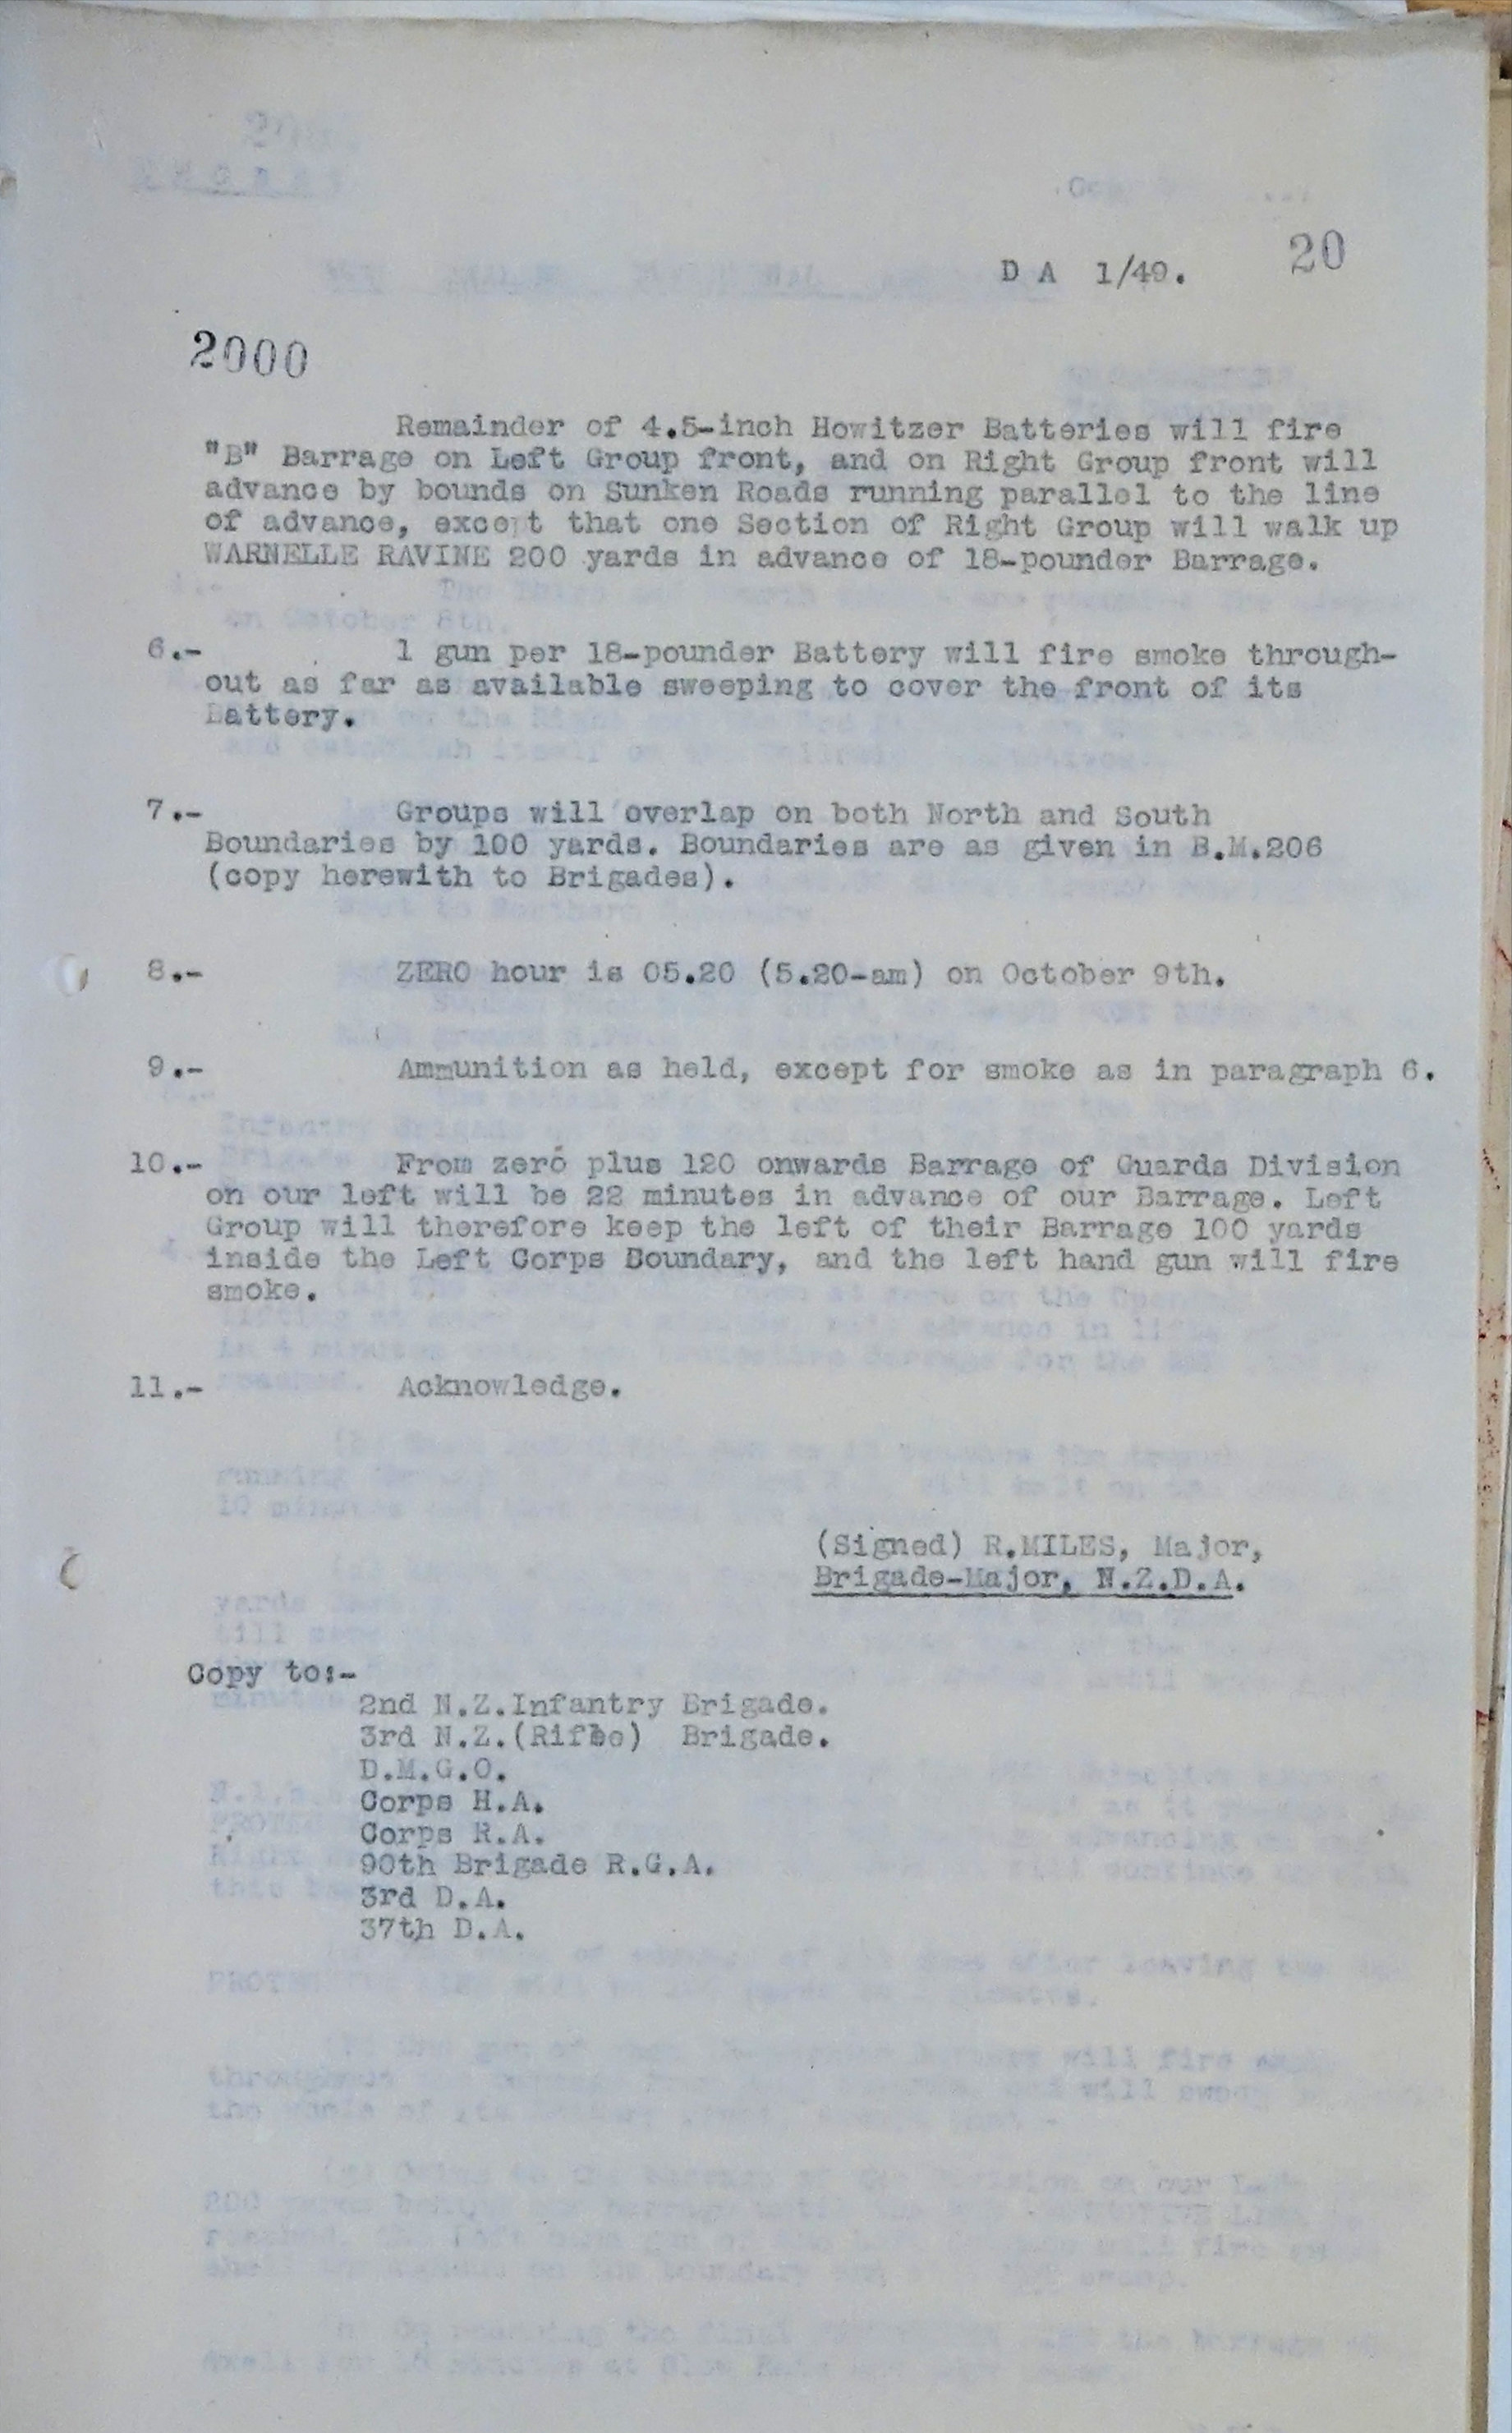 D A 1/49. 20
2000
Remainder of 4.5-inch Howitzer Batteries will fire
"B" Barrage on Left Group front, and on Right Group front will
advance by bounds on Sunken Roads running parallel to the line
of advance, except that one Section of Right Group will walk up
WARNELLE RAVINE 200 yards in advance of 18-pounder Barrage.
6.- 1 gun per 18-pounder Battery will fire smoke through-
out as far as available sweeping to cover the front of its
Battery.
7.- Groups will overlap on both North and South
Boundaries by 100 yards. Boundaries are as given in B.M.206
(copy herewith to Brigades).
8.- ZERO hour is 05.20 (5.20-am) on October 9th.
9.- Ammunition as held, except for smoke as in paragraph 6.
10.- From zero plus 120 onwards Barrage of Guards Division
on our left will be 22 minutes in advance of our Barrage. Left
Group will therefore keep the left of their Barrage 100 yards
inside the Left Corps Boundary, and the left hand gun will fire
smoke.
11.- Acknowledge.
(Signed) R.MILES, Major,
Brigade-Major, N.Z.D.A.
Copy to:-
2nd N.Z.Infantry Brigade.
3rd N.Z.(Rifle) Brigade.
D.M.G.O.
Corps H.A.
Corps R.A.
90th Brigade R.G.A.
3rd D.A.
37th D.A.